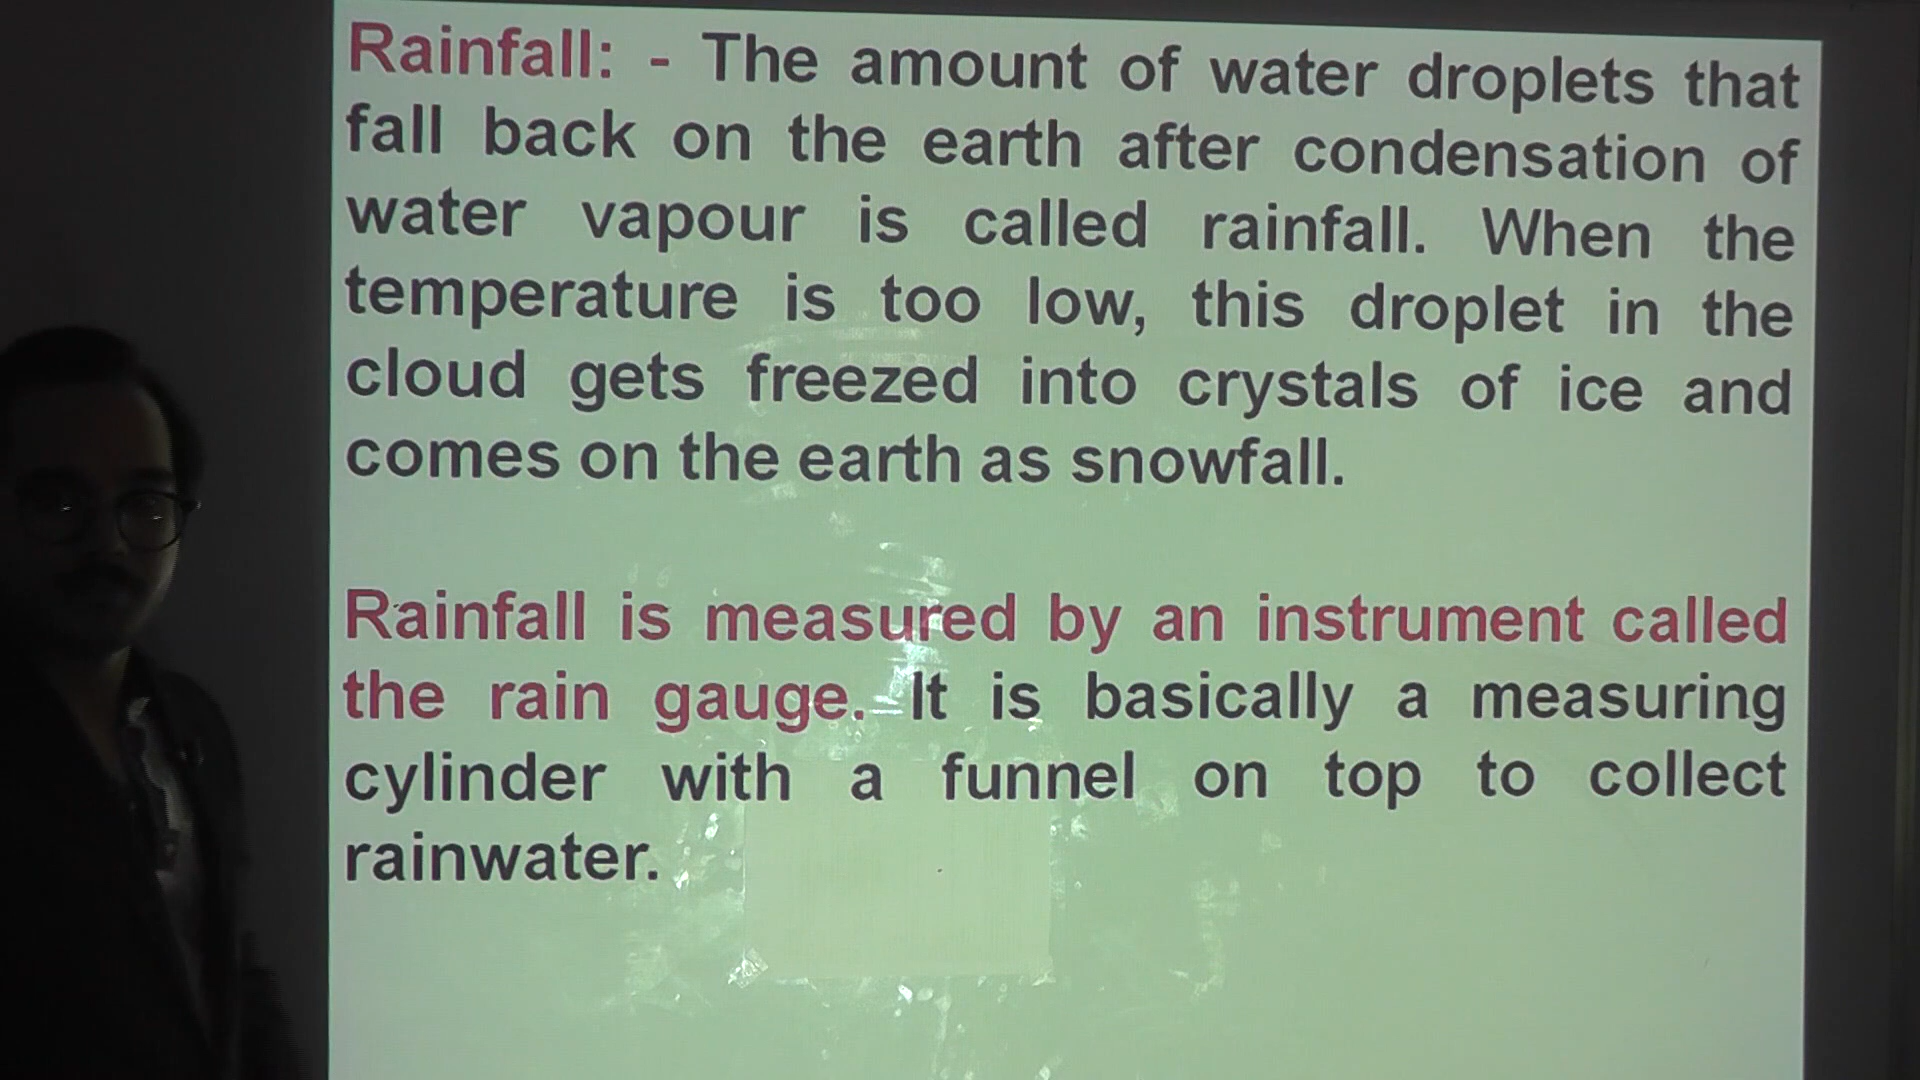 Rainfall: - The amount of water droplets that
fall back on the earth after condensation of
water vapour is called rainfall. When the
temperature is too low, this droplet in the
cloud gets freezed into crystals of ice and
comes on the earth as snowfall.
Rainfall is measured by an instrument called
the rain gauge. It is basically a measuring
cylinder with a funnel on top to collect
rainwater.